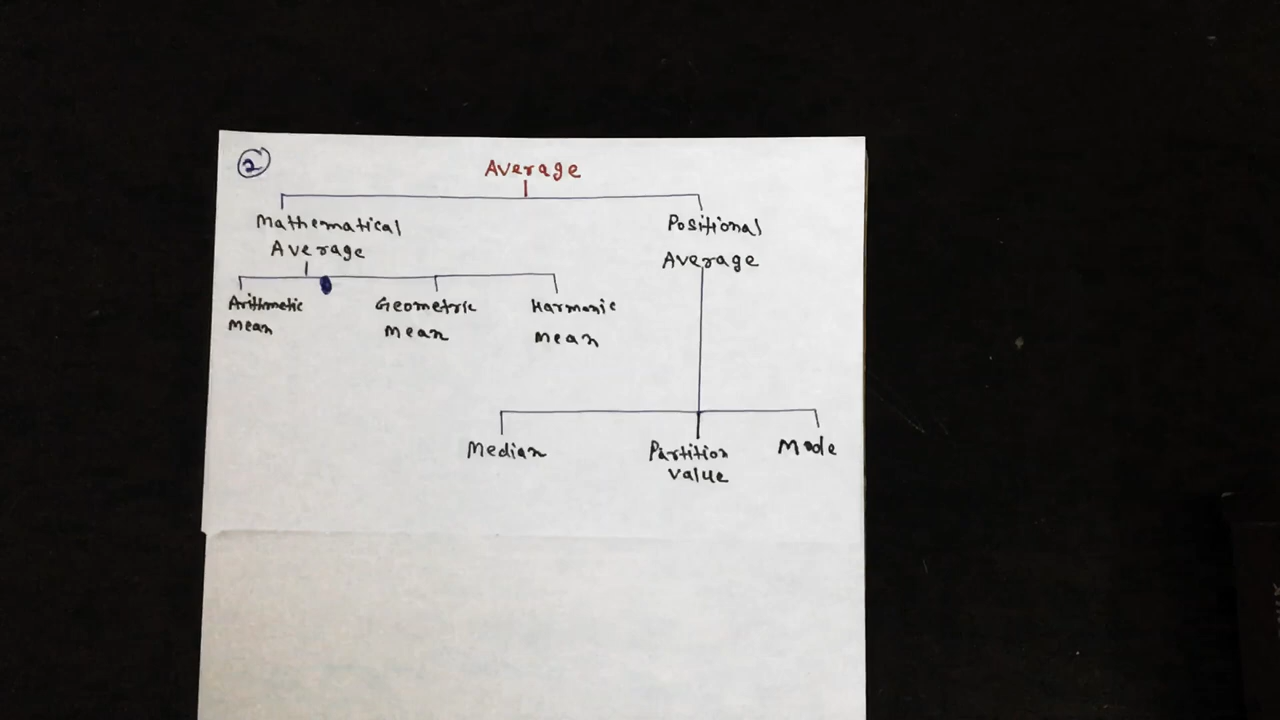 2
Average
Mathematical
Average
Positional
Average
Arithmetic
Mean
Geometric
Mean
Harmonic
Mean
Median
Partition
Value
Mode